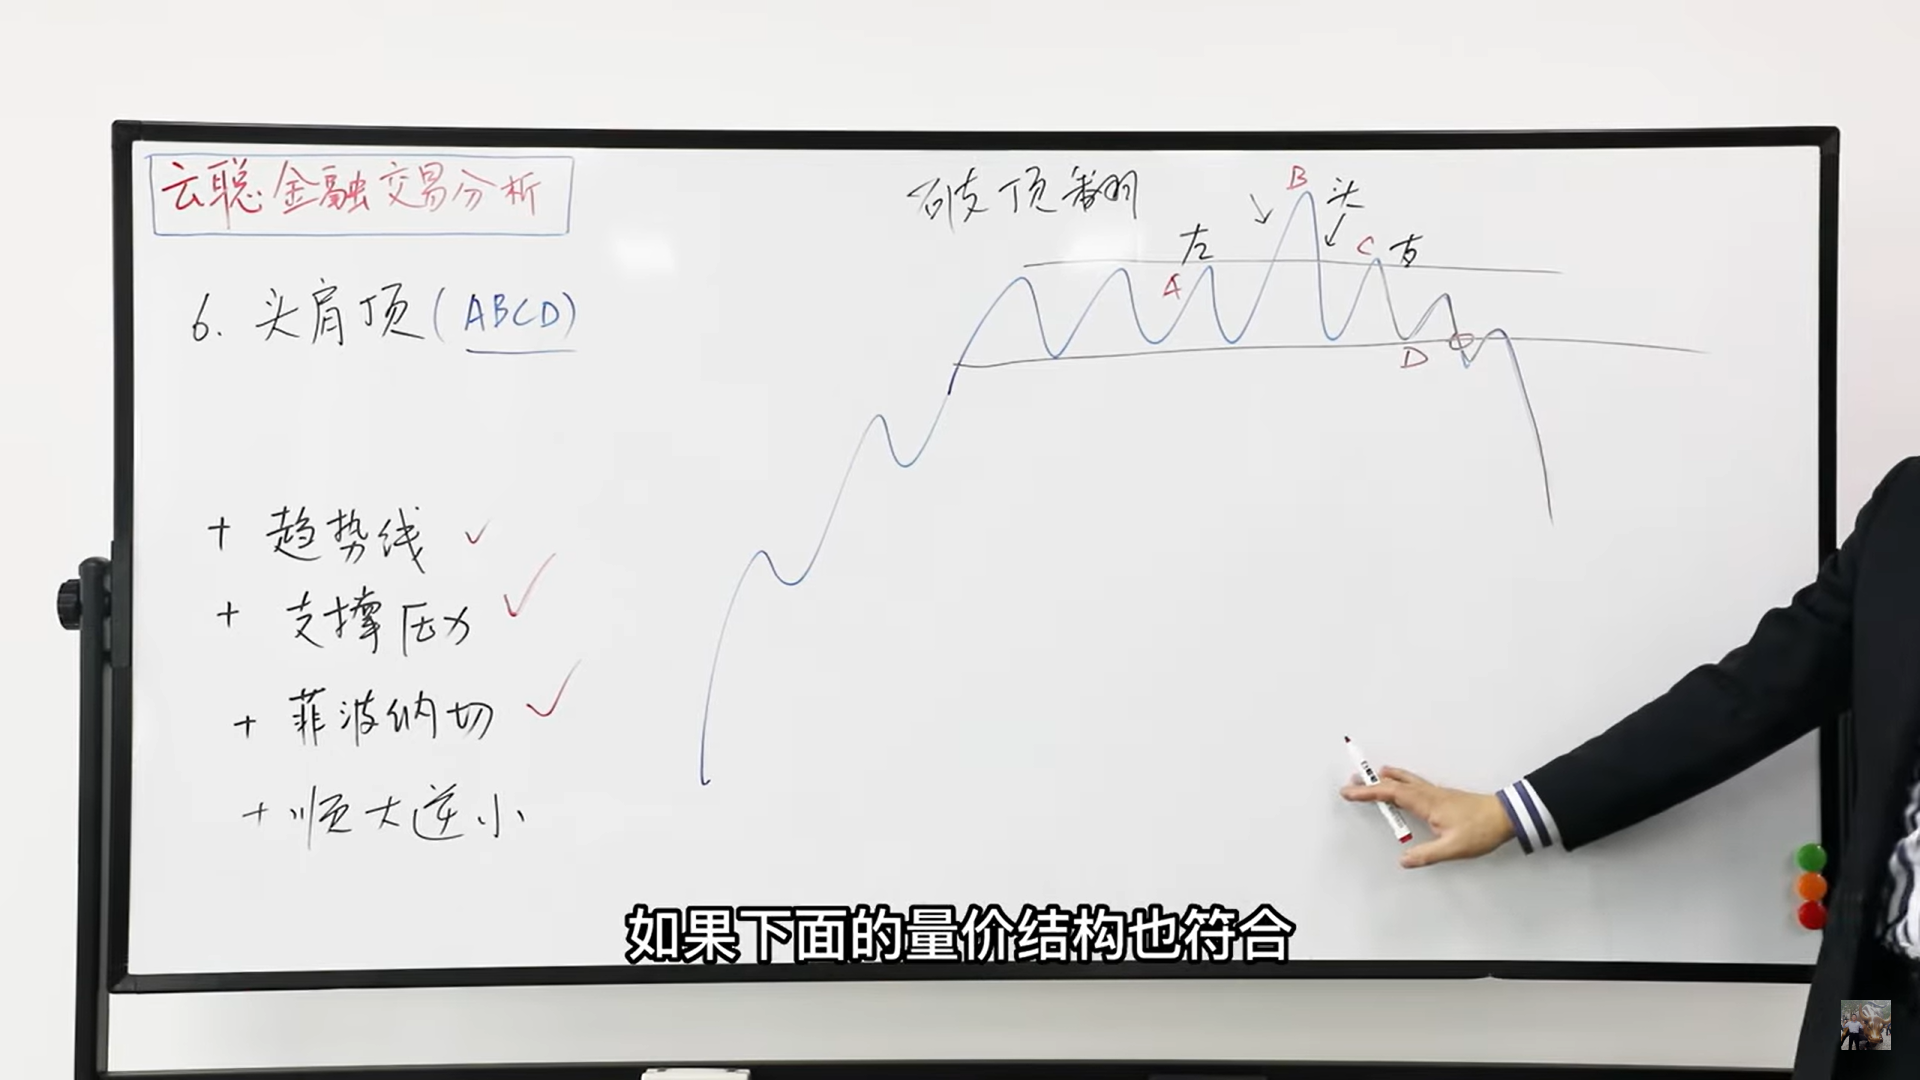 云聪金融交易分析
破顶翻
B
头
左
C 右
A
6. 头肩顶(ABCD)
D
+ 趋势线 ✓
+ 支撑压力 ✓
+ 菲波纳切 ✓
+ 顺大逆小
如果下面的量价结构也符合